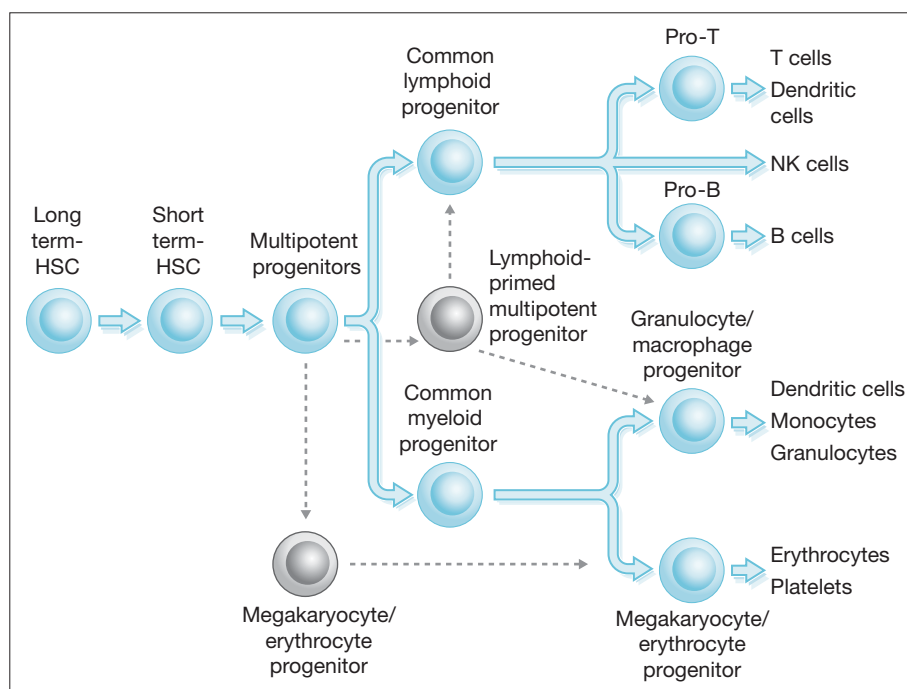 Pro-T
T cells
Dendritic
cells
Common
lymphoid
progenitor
NK cells
Pro-B
B cells
Long
term-
HSC
Short
term-
HSC
Multipotent
progenitors
Lymphoid-
primed
multipotent
progenitor
Granulocyte/
macrophage
progenitor
Dendritic cells
Monocytes
Granulocytes
Common
myeloid
progenitor
Erythrocytes
Platelets
Megakaryocyte/
erythrocyte
progenitor
Megakaryocyte/
erythrocyte
progenitor